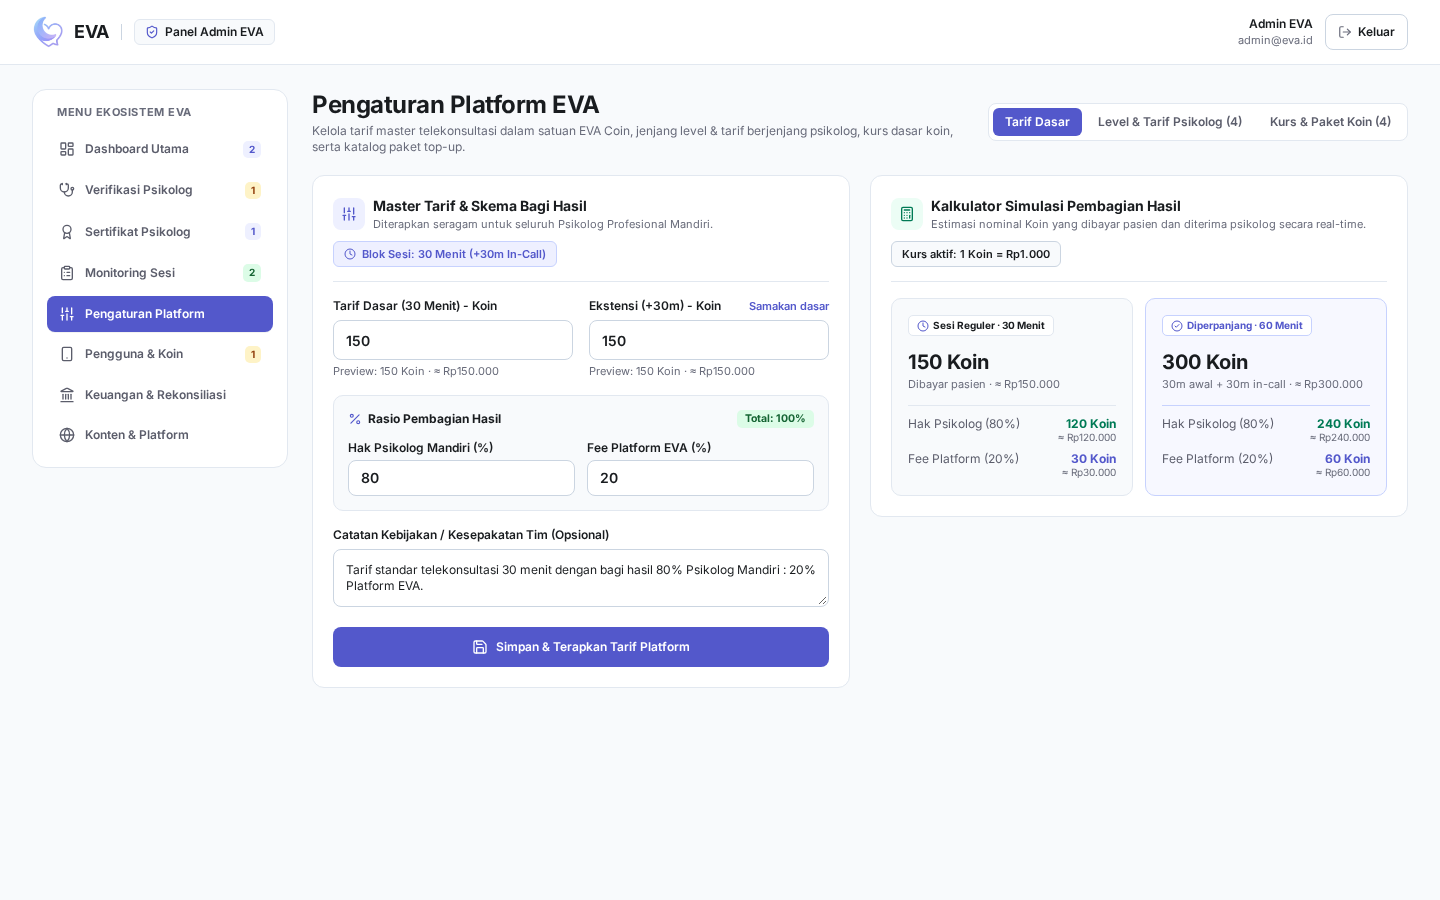 EVA
Panel Admin EVA
Admin EVA
admin@eva.id
Keluar
MENU EKOSISTEM EVA
Dashboard Utama 2
Verifikasi Psikolog 1
Sertifikat Psikolog 1
Monitoring Sesi 2
Pengaturan Platform
Pengguna & Koin 1
Keuangan & Rekonsiliasi
Konten & Platform
Pengaturan Platform EVA
Kelola tarif master telekonsultasi dalam satuan EVA Coin, jenjang level & tarif berjenjang psikolog, kurs dasar koin,
serta katalog paket top-up.
Tarif Dasar Level & Tarif Psikolog (4) Kurs & Paket Koin (4)
Master Tarif & Skema Bagi Hasil
Diterapkan seragam untuk seluruh Psikolog Profesional Mandiri.
Blok Sesi: 30 Menit (+30m In-Call)
Tarif Dasar (30 Menit) - Koin
150
Preview: 150 Koin · ≈ Rp150.000
Ekstensi (+30m) - Koin Samakan dasar
150
Preview: 150 Koin · ≈ Rp150.000
Rasio Pembagian Hasil Total: 100%
Hak Psikolog Mandiri (%)
80
Fee Platform EVA (%)
20
Catatan Kebijakan / Kesepakatan Tim (Opsional)
Tarif standar telekonsultasi 30 menit dengan bagi hasil 80% Psikolog Mandiri : 20%
Platform EVA.
Simpan & Terapkan Tarif Platform
Kalkulator Simulasi Pembagian Hasil
Estimasi nominal Koin yang dibayar pasien dan diterima psikolog secara real-time.
Kurs aktif: 1 Koin = Rp1.000
Sesi Reguler · 30 Menit
150 Koin
Dibayar pasien · ≈ Rp150.000
Hak Psikolog (80%) 120 Koin
≈ Rp120.000
Fee Platform (20%) 30 Koin
≈ Rp30.000
Diperpanjang · 60 Menit
300 Koin
30m awal + 30m in-call · ≈ Rp300.000
Hak Psikolog (80%) 240 Koin
≈ Rp240.000
Fee Platform (20%) 60 Koin
≈ Rp60.000